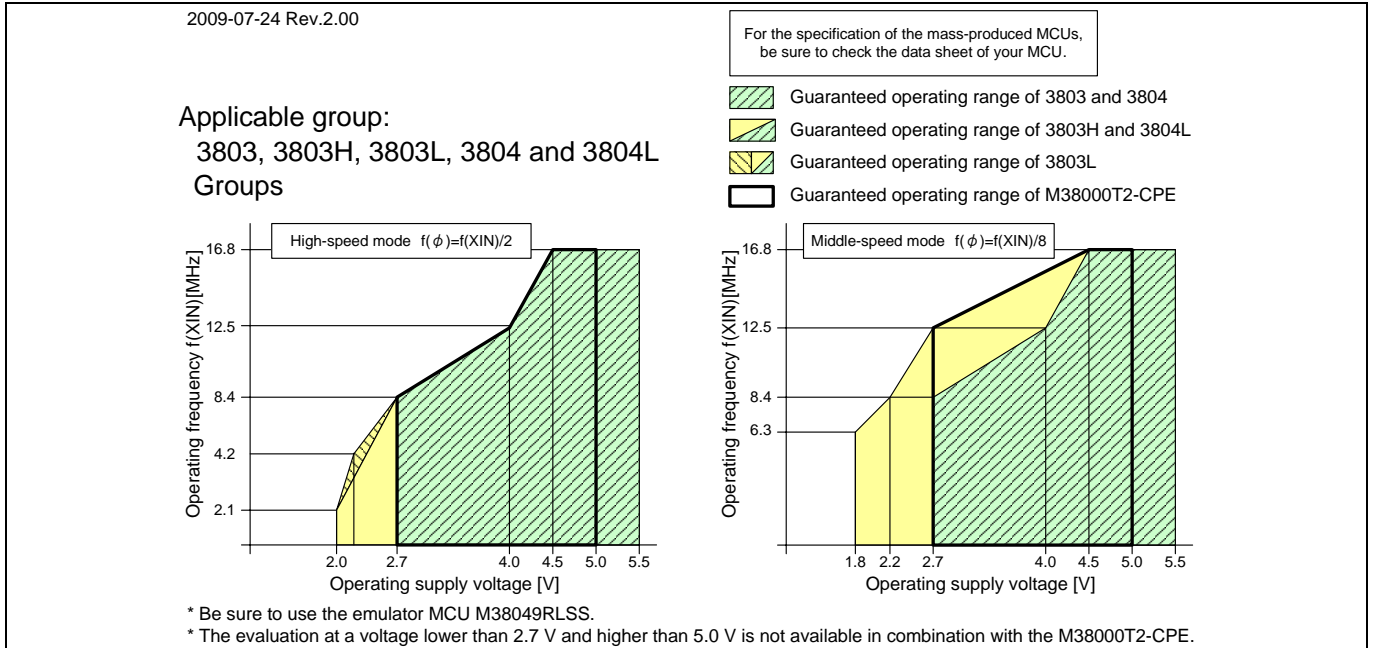 2009-07-24 Rev.2.00
For the specification of the mass-produced MCUs,
be sure to check the data sheet of your MCU.
Applicable group:
3803, 3803H, 3803L, 3804 and 3804L
Groups
Guaranteed operating range of 3803 and 3804
Guaranteed operating range of 3803H and 3804L
Guaranteed operating range of 3803L
Guaranteed operating range of M38000T2-CPE
High-speed mode f(ϕ)=f(XIN)/2
Operating frequency f(XIN)[MHz]
16.8
12.5
8.4
4.2
2.1
2.0 2.7 4.0 4.5 5.0 5.5
Operating supply voltage [V]
Middle-speed mode f(ϕ)=f(XIN)/8
Operating frequency f(XIN)[MHz]
16.8
12.5
8.4
6.3
1.8 2.2 2.7 4.0 4.5 5.0 5.5
Operating supply voltage [V]
* Be sure to use the emulator MCU M38049RLSS.
* The evaluation at a voltage lower than 2.7 V and higher than 5.0 V is not available in combination with the M38000T2-CPE.